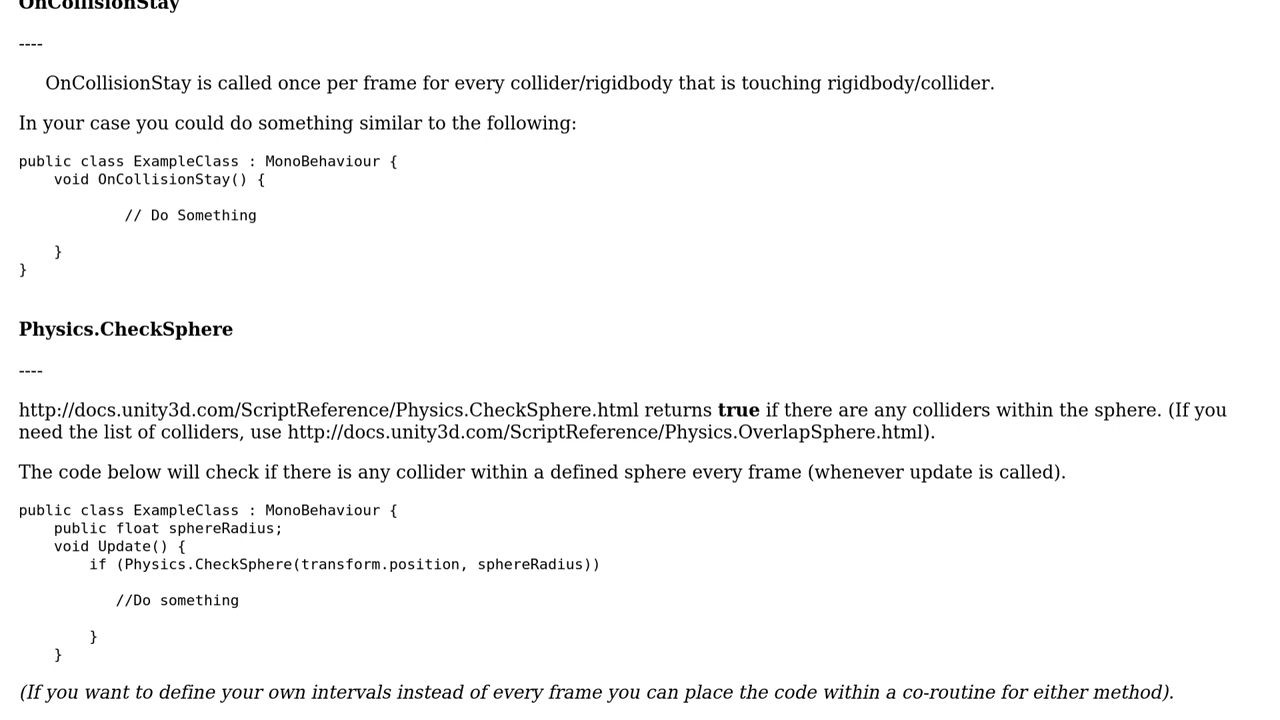 OnCollisionStay
----
OnCollisionStay is called once per frame for every collider/rigidbody that is touching rigidbody/collider.
In your case you could do something similar to the following:
public class ExampleClass : MonoBehaviour {
    void OnCollisionStay() {
            // Do Something
    }
}
Physics.CheckSphere
----
http://docs.unity3d.com/ScriptReference/Physics.CheckSphere.html returns true if there are any colliders within the sphere. (If you
need the list of colliders, use http://docs.unity3d.com/ScriptReference/Physics.OverlapSphere.html).
The code below will check if there is any collider within a defined sphere every frame (whenever update is called).
public class ExampleClass : MonoBehaviour {
    public float sphereRadius;
    void Update() {
        if (Physics.CheckSphere(transform.position, sphereRadius))
           //Do something
        }
    }
(If you want to define your own intervals instead of every frame you can place the code within a co-routine for either method).